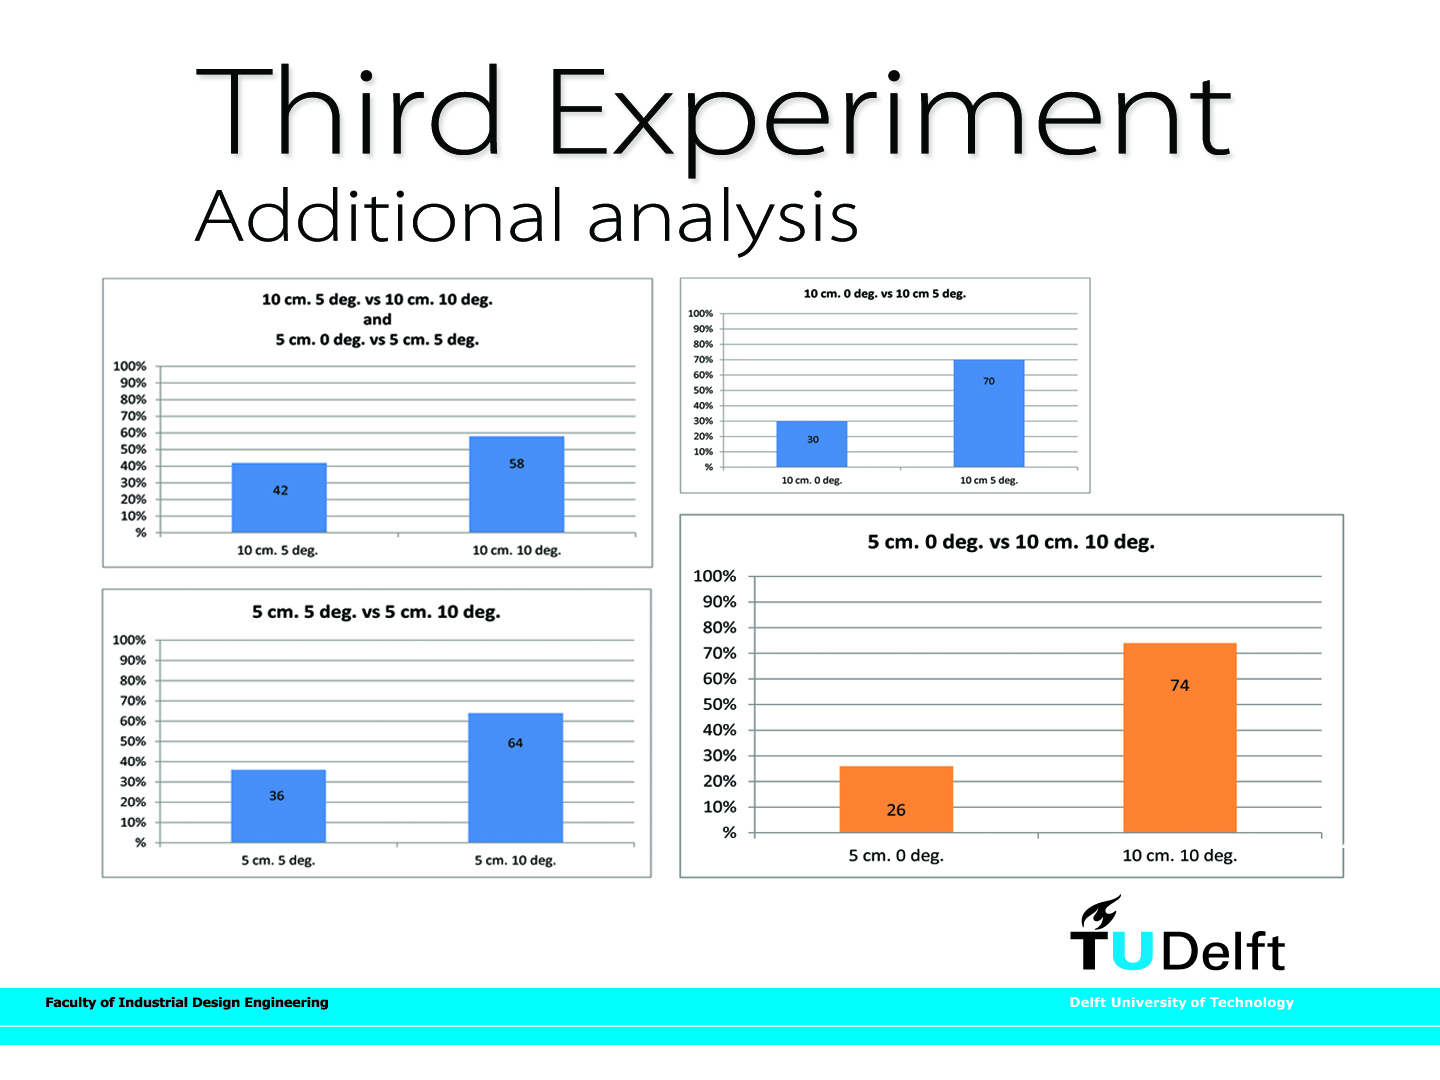 Third Experiment
Additional analysis
10 cm. 5 deg. vs 10 cm. 10 deg.
and
5 cm. 0 deg. vs 5 cm. 5 deg.
100%
90%
80%
70%
60%
50%
40%
30%
20%
10%
%
42
58
10 cm. 5 deg.
10 cm. 10 deg.
10 cm. 0 deg. vs 10 cm 5 deg.
100%
90%
80%
70%
60%
50%
40%
30%
20%
10%
%
30
70
10 cm. 0 deg.
10 cm 5 deg.
5 cm. 5 deg. vs 5 cm. 10 deg.
100%
90%
80%
70%
60%
50%
40%
30%
20%
10%
%
36
64
5 cm. 5 deg.
5 cm. 10 deg.
5 cm. 0 deg. vs 10 cm. 10 deg.
100%
90%
80%
70%
60%
50%
40%
30%
20%
10%
%
26
74
5 cm. 0 deg.
10 cm. 10 deg.
TU Delft
Faculty of Industrial Design Engineering
Delft University of Technology